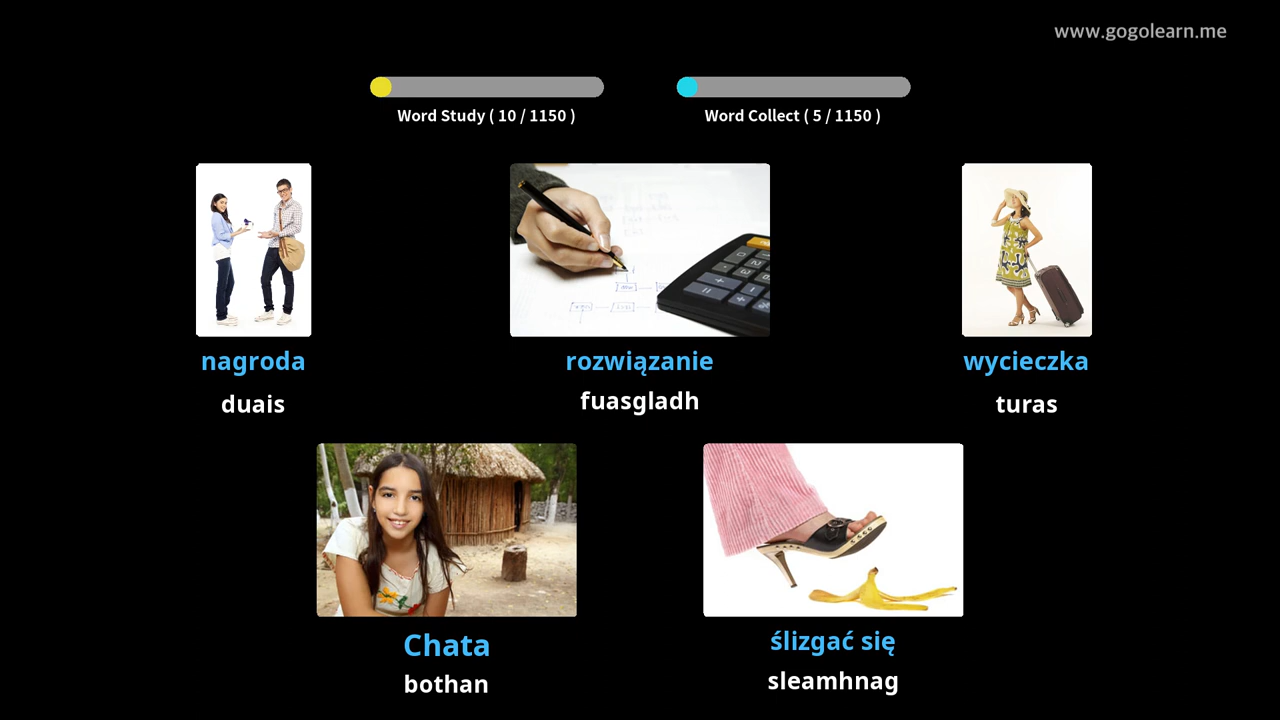 www.gogolearn.me
Word Study ( 10 / 1150 )
Word Collect ( 5 / 1150 )
nagroda
duais
rozwiązanie
fuasgladh
wycieczka
turas
Chata
bothan
ślizgać się
sleamhnag